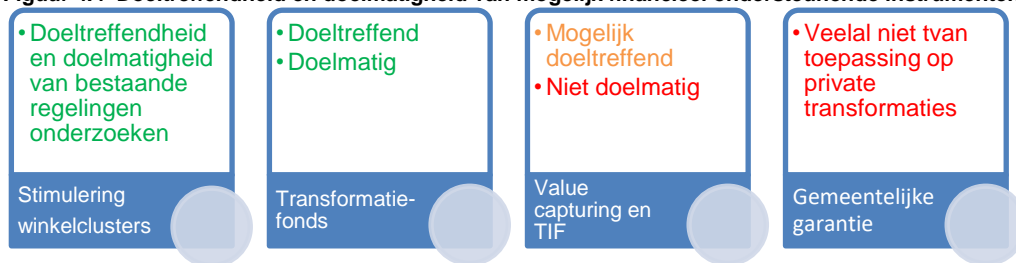 • Doeltreffendheid
en doelmatigheid
van bestaande
regelingen
onderzoeken
Stimulering
winkelclusters
• Doeltreffend
• Doelmatig
Transformatie-
fonds
• Mogelijk
doeltreffend
• Niet doelmatig
Value
capturing en
TIF
• Veelal niet tvan
toepassing op
private
transformaties
Gemeentelijke
garantie